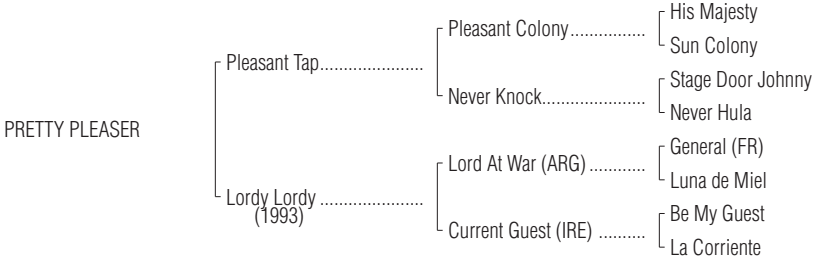 His Majesty
Pleasant Colony................
Sun Colony
Pleasant Tap......................
Stage Door Johnny
Never Knock......................
Never Hula
PRETTY PLEASER
General (FR)
Lord At War (ARG) ............
Luna de Miel
Lordy Lordy ......................
(1993)
Be My Guest
Current Guest (IRE) ..........
La Corriente